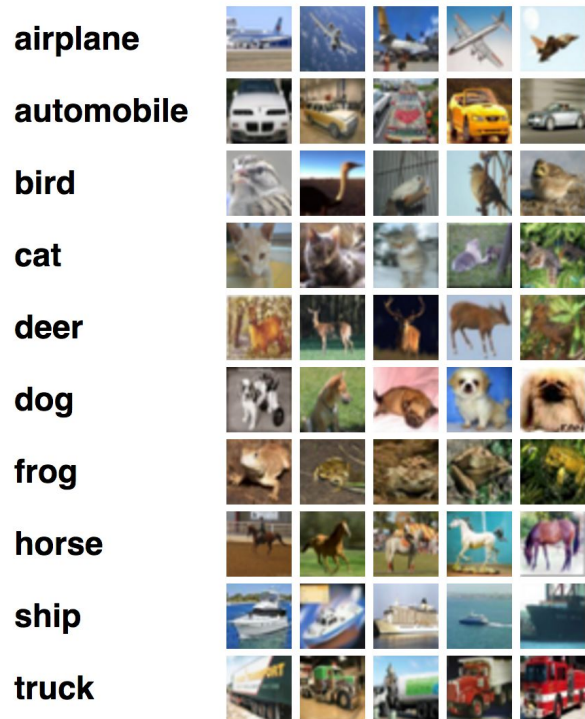 airplane
automobile
bird
cat
deer
dog
frog
horse
ship
truck